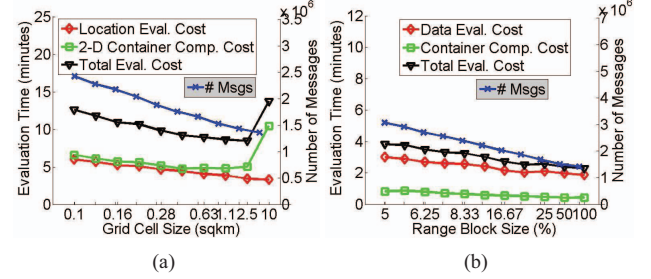 x 10^6
x 10^6
25
20
15
10
5
0
Evaluation Time (minutes)
Location Eval. Cost
2-D Container Comp. Cost
Total Eval. Cost
# Msgs
4
3.5
3
2.5
2
1.5
1
0.5
0
Number of Messages
0.1 0.16 0.28 0.63 1.1 2.5 10
Grid Cell Size (sqkm)
(a)
12
10
8
6
4
2
0
Evaluation Time (minutes)
Data Eval. Cost
Container Comp. Cost
Total Eval. Cost
# Msgs
7
6
5
4
3
2
1
0
Number of Messages
5 6.25 8.33 16.67 25 50 100
Range Block Size (%)
(b)